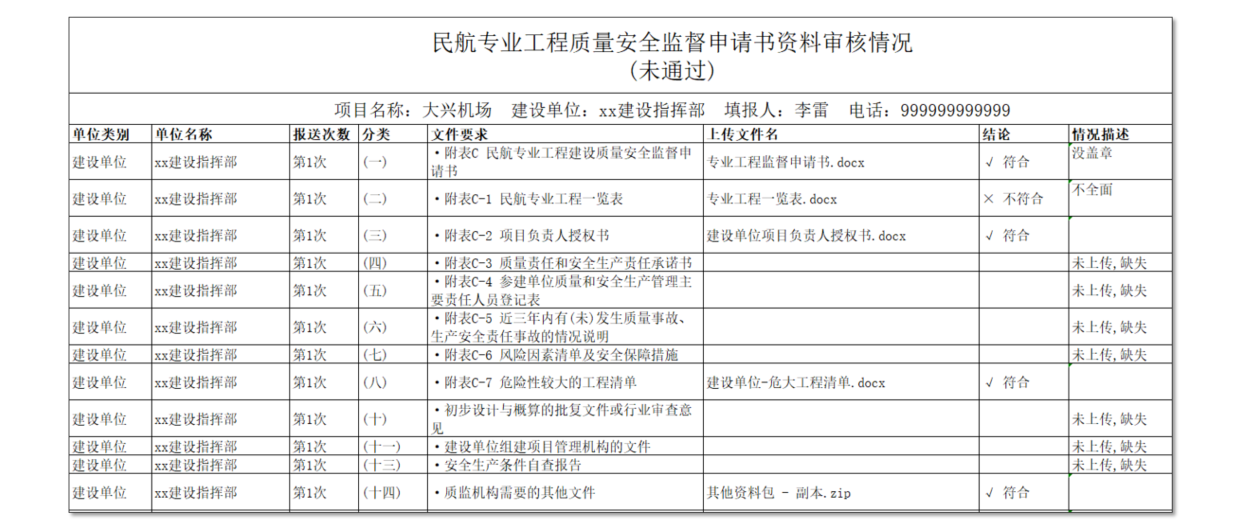 民航专业工程质量安全监督申请书资料审核情况
(未通过)
项目名称: 大兴机场 建设单位: xx建设指挥部 填报人: 李雷 电话: 999999999999
单位类别 单位名称 报送次数 分类 文件要求 上传文件名 结论 情况描述
建设单位 xx建设指挥部 第1次 (一) ·附表C 民航专业工程建设质量安全监督申 专业工程监督申请书.docx √ 符合 没盖章
请书
建设单位 xx建设指挥部 第1次 (二) ·附表C-1 民航专业工程一览表 专业工程一览表.docx × 不符合 不全面
建设单位 xx建设指挥部 第1次 (三) ·附表C-2 项目负责人授权书 建设单位项目负责人授权书.docx √ 符合
建设单位 xx建设指挥部 第1次 (四) ·附表C-3 质量责任和安全生产责任承诺书 未上传,缺失
建设单位 xx建设指挥部 第1次 (五) ·附表C-4 参建单位质量和安全生产管理主 未上传,缺失
要责任人员登记表
建设单位 xx建设指挥部 第1次 (六) ·附表C-5 近三年内有(未)发生质量事故、 未上传,缺失
生产安全责任事故的情况说明
建设单位 xx建设指挥部 第1次 (七) ·附表C-6 风险因素清单及安全保障措施 未上传,缺失
建设单位 xx建设指挥部 第1次 (八) ·附表C-7 危险性较大的工程清单 建设单位-危大工程清单.docx √ 符合
建设单位 xx建设指挥部 第1次 (十) ·初步设计与概算的批复文件或行业审查意 未上传,缺失
见
建设单位 xx建设指挥部 第1次 (十一) ·建设单位组建项目管理机构的文件 未上传,缺失
建设单位 xx建设指挥部 第1次 (十三) ·安全生产条件自查报告 未上传,缺失
建设单位 xx建设指挥部 第1次 (十四) ·质监机构需要的其他文件 其他资料包 - 副本.zip √ 符合